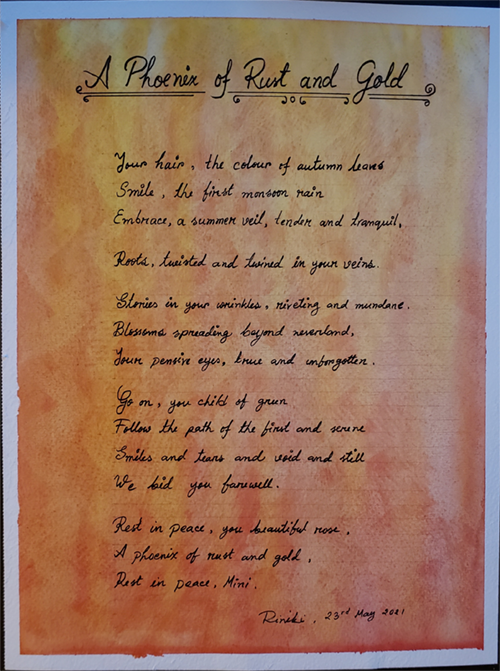 A Phoenix of Rust and Gold
Your hair, the colour of autumn leaves
Smile, the first monsoon rain
Embrace, a summer veil, tender and tranquil,
Roots, twisted and twined in your veins.
Stories in your wrinkles, riveting and mundane.
Blossoms spreading beyond neverland,
Your pensive eyes, true and unforgotten.
Go on, you child of green
Follow the path of the first and serene
Smiles and tears and void and still
We bid you farewell.
Rest in peace, you beautiful rose,
A phoenix of rust and gold,
Rest in peace, Mini.
Riniki, 23rd May 2021